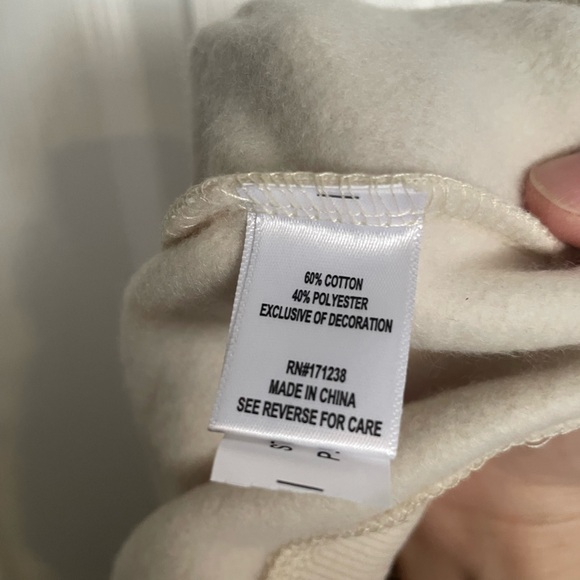 60% COTTON
40% POLYESTER
EXCLUSIVE OF DECORATION
RN#171238
MADE IN CHINA
SEE REVERSE FOR CARE